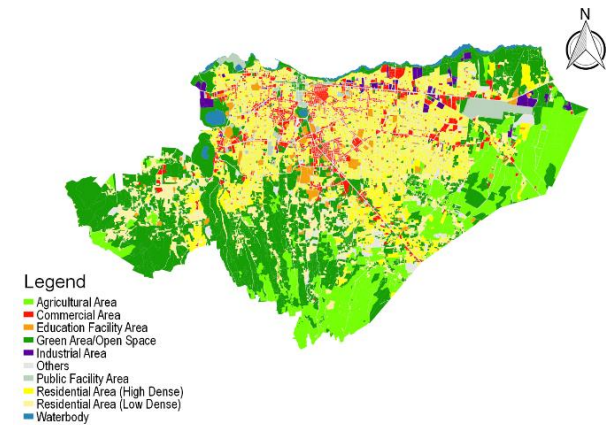 N
Legend
Agricultural Area
Commercial Area
Education Facility Area
Green Area/Open Space
Industrial Area
Others
Public Facility Area
Residential Area (High Dense)
Residential Area (Low Dense)
Waterbody